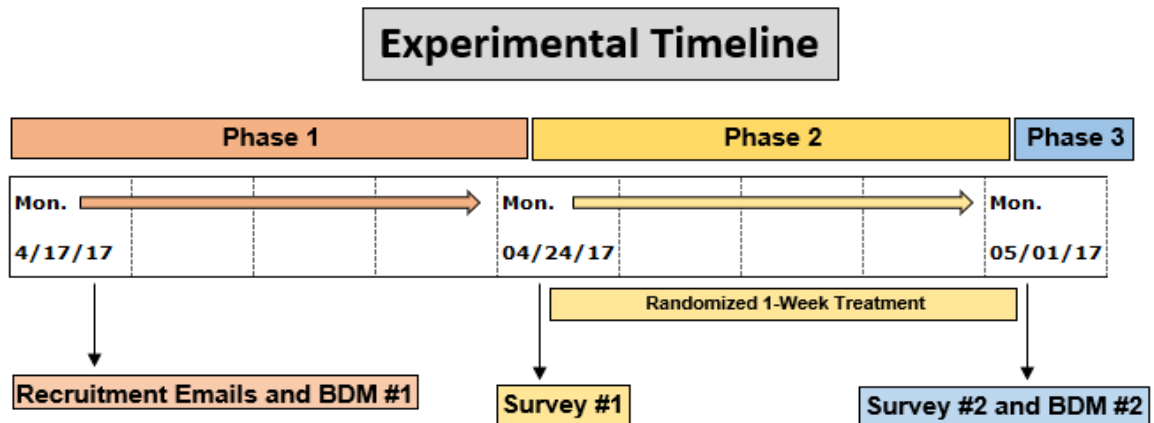 Experimental Timeline
Phase 1
Phase 2
Phase 3
Mon.
Mon.
Mon.
4/17/17
04/24/17
05/01/17
Randomized 1-Week Treatment
Recruitment Emails and BDM #1
Survey #1
Survey #2 and BDM #2